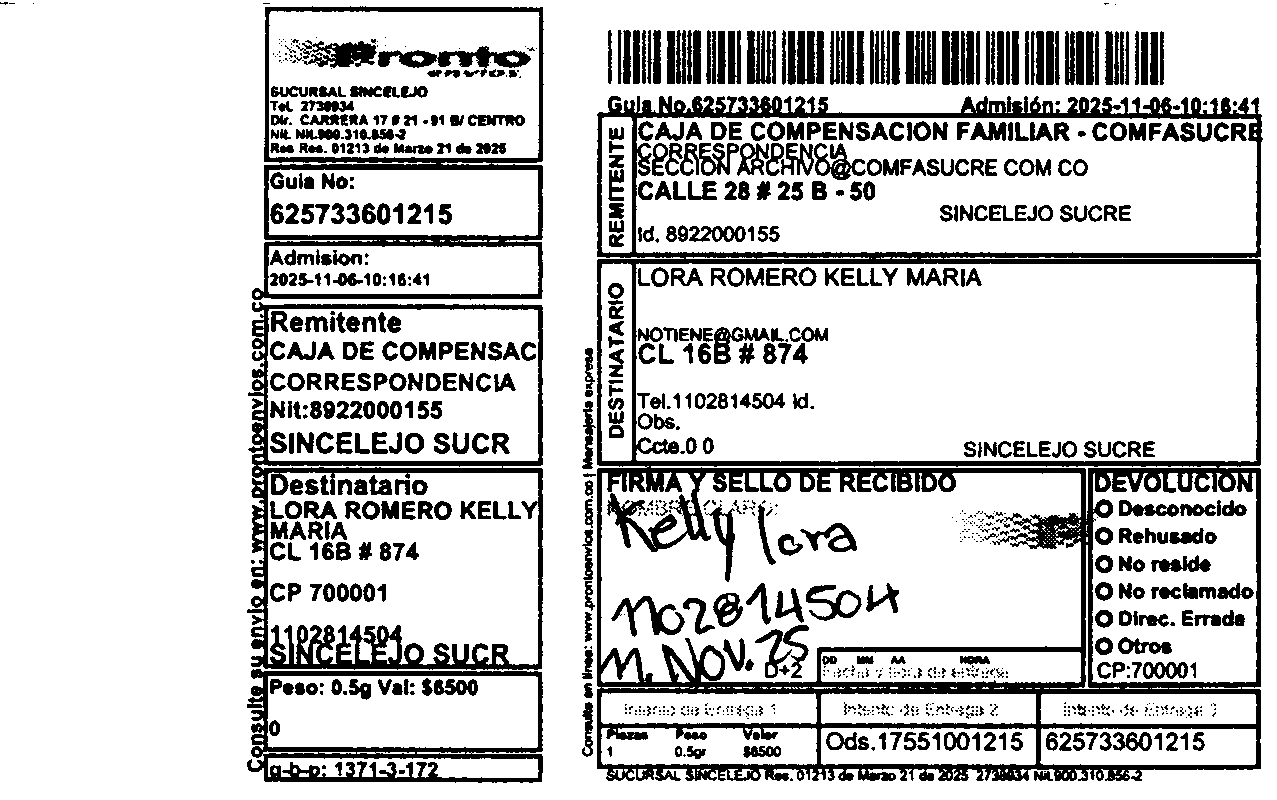 Pronto
envios
SUCURSAL SINCELEJO
Tel. 2739934
Dir. CARRERA 17 # 21 - 91 B/ CENTRO
Nit. Nit.900.310.856-2
Res Res. 01213 de Marzo 21 de 2025
Guia No:
625733601215
Admision:
2025-11-06-10:16:41
Remitente
CAJA DE COMPENSAC
CORRESPONDENCIA
Nit:8922000155
SINCELEJO SUCR
Destinatario
LORA ROMERO KELLY
MARIA
CL 16B # 874
CP 700001
1102814504
SINCELEJO SUCR
Peso: 0.5g Val: $6500
0
g-b-p: 1371-3-172
Consulte su envio en: www.prontoenvios.com.co
Guia No.625733601215 Admisión: 2025-11-06-10:16:41
REMITENTE
CAJA DE COMPENSACION FAMILIAR - COMFASUCRE
CORRESPONDENCIA
SECCION ARCHIVO@COMFASUCRE COM CO
CALLE 28 # 25 B - 50
SINCELEJO SUCRE
Id. 8922000155
DESTINATARIO
LORA ROMERO KELLY MARIA
NOTIENE@GMAIL.COM
CL 16B # 874
Tel.1102814504 Id.
Obs.
Ccte.0 0 SINCELEJO SUCRE
Consulta en linea: www.prontoenvios.com.co | Mensajeria expresa
FIRMA Y SELLO DE RECIBIDO
NOMBRE CLARO:
Kelly lora
1102814504
11. NOV. 25
D+2
DD MM AA HORA
Fecha y hora de entrega
DEVOLUCION
Desconocido
Rehusado
No reside
No reclamado
Direc. Errada
Otros
CP:700001
Intento de Entrega 1 Intento de Entrega 2 Intento de Entrega 3
Piezas Peso Valor
1 0.5gr $6500
Ods.17551001215 625733601215
SUCURSAL SINCELEJO Res. 01213 de Marzo 21 de 2025 2739934 Nit.900.310.856-2